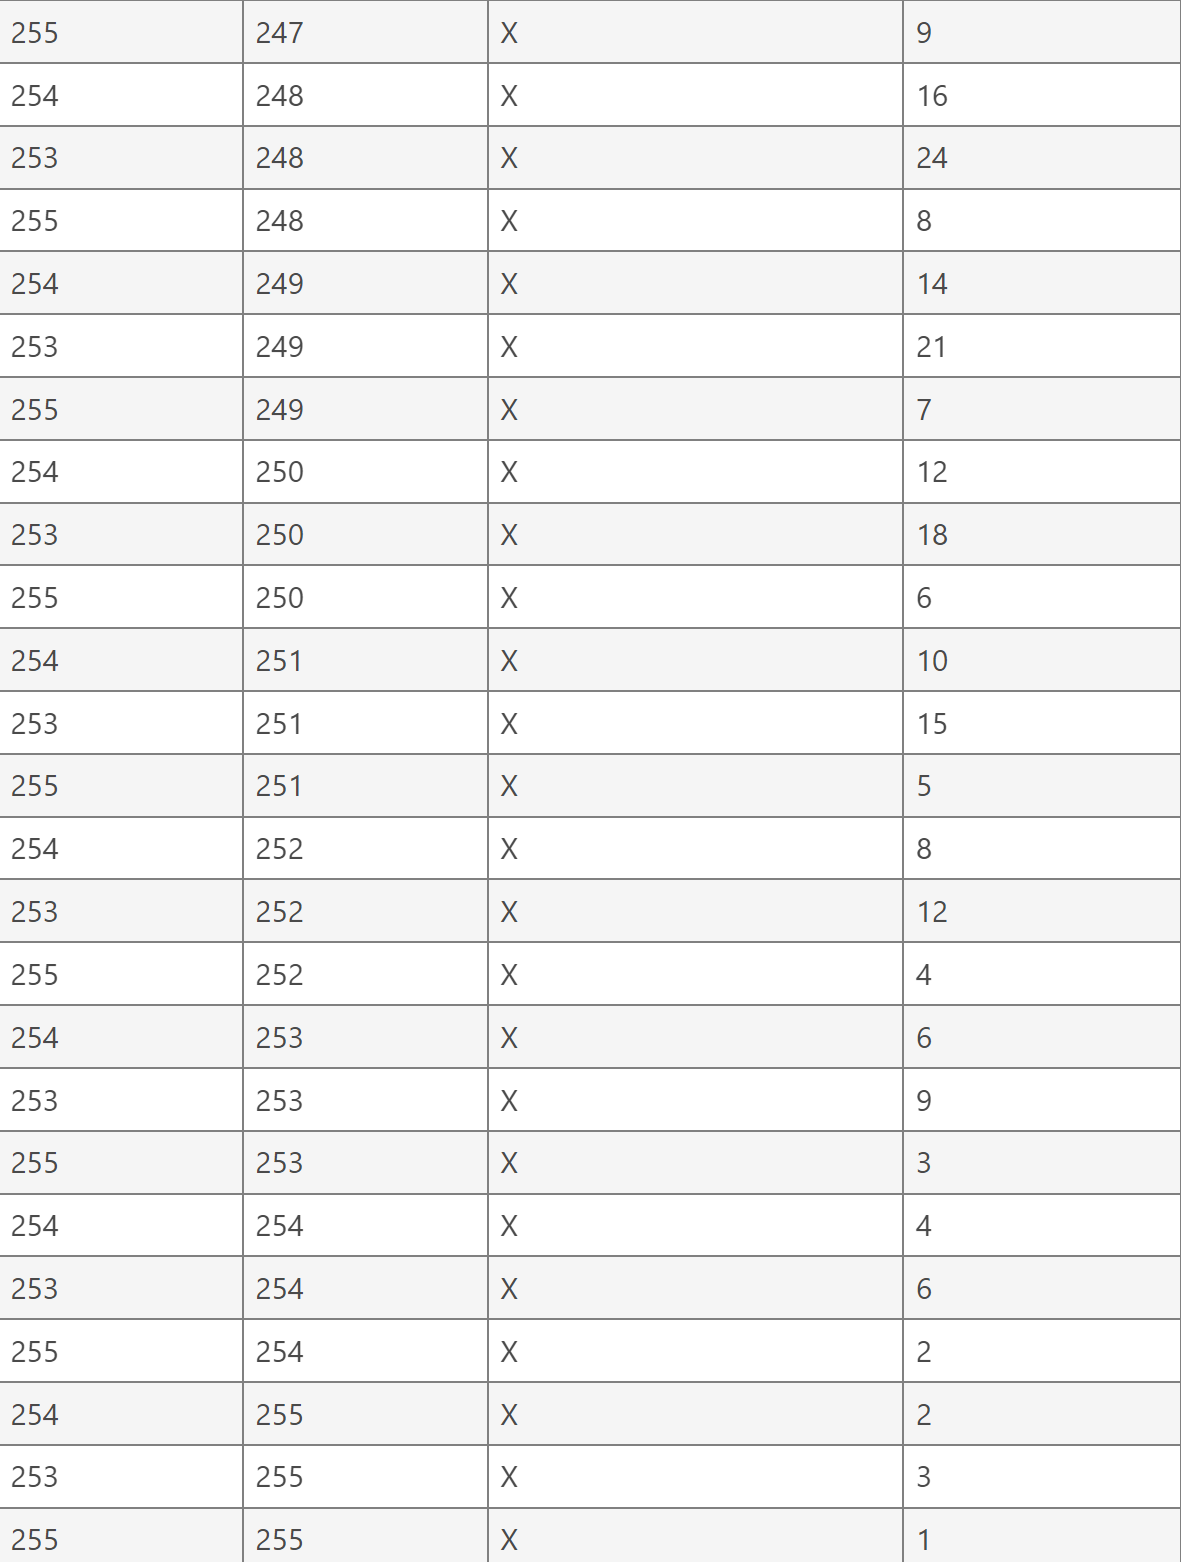 255 247 X 9
254 248 X 16
253 248 X 24
255 248 X 8
254 249 X 14
253 249 X 21
255 249 X 7
254 250 X 12
253 250 X 18
255 250 X 6
254 251 X 10
253 251 X 15
255 251 X 5
254 252 X 8
253 252 X 12
255 252 X 4
254 253 X 6
253 253 X 9
255 253 X 3
254 254 X 4
253 254 X 6
255 254 X 2
254 255 X 2
253 255 X 3
255 255 X 1